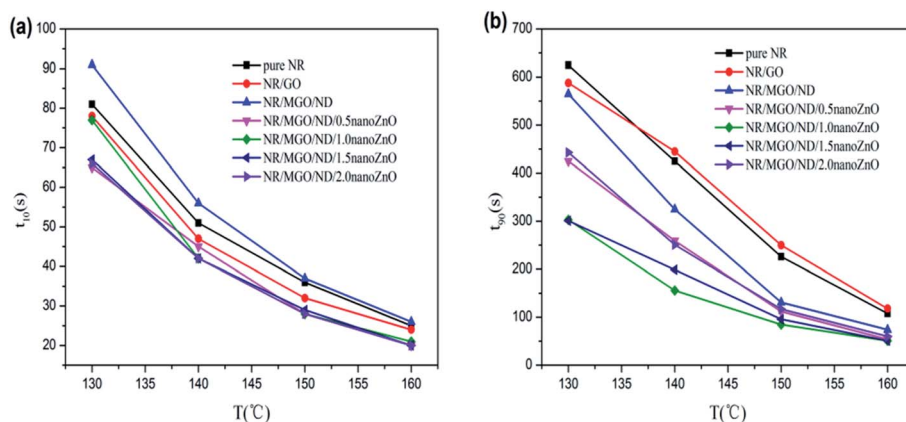 (a)
100
90
80
70
60
50
40
30
20
t10(s)
pure NR
NR/GO
NR/MGO/ND
NR/MGO/ND/0.5nanoZnO
NR/MGO/ND/1.0nanoZnO
NR/MGO/ND/1.5nanoZnO
NR/MGO/ND/2.0nanoZnO
130 135 140 145 150 155 160
T(℃)
(b)
700
600
500
400
300
200
100
0
t90(s)
pure NR
NR/GO
NR/MGO/ND
NR/MGO/ND/0.5nanoZnO
NR/MGO/ND/1.0nanoZnO
NR/MGO/ND/1.5nanoZnO
NR/MGO/ND/2.0nanoZnO
130 135 140 145 150 155 160
T(℃)